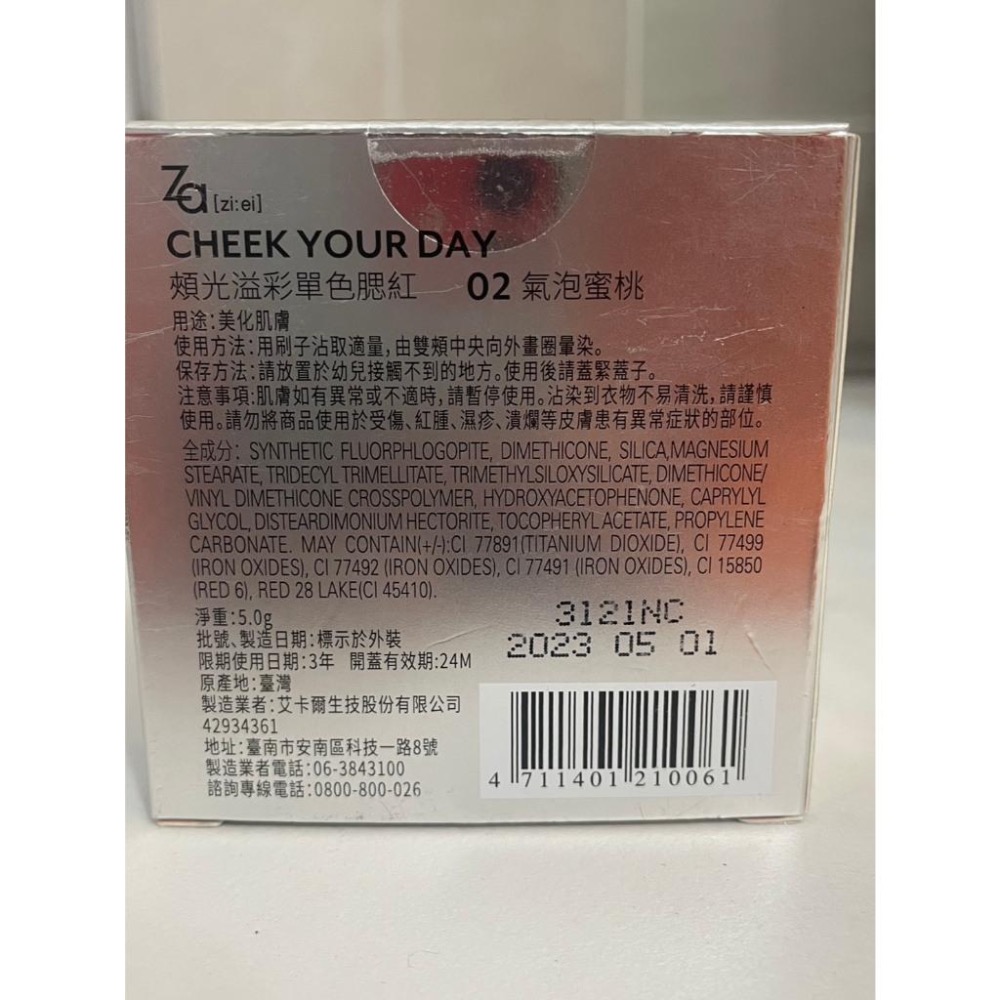 Za [zi:ei]
CHEEK YOUR DAY
頰光溢彩單色腮紅 02 氣泡蜜桃
用途:美化肌膚
使用方法:用刷子沾取適量,由雙頰中央向外畫圈暈染。
保存方法:請放置於幼兒接觸不到的地方。使用後請蓋緊蓋子。
注意事項:肌膚如有異常或不適時,請暫停使用。沾染到衣物不易清洗,請謹慎
使用。請勿將商品使用於受傷、紅腫、濕疹、潰爛等皮膚患有異常症狀的部位。
全成分: SYNTHETIC FLUORPHLOGOPITE, DIMETHICONE, SILICA,MAGNESIUM
STEARATE, TRIDECYL TRIMELLITATE, TRIMETHYLSILOXYSILICATE, DIMETHICONE/
VINYL DIMETHICONE CROSSPOLYMER, HYDROXYACETOPHENONE, CAPRYLYL
GLYCOL, DISTEARDIMONIUM HECTORITE, TOCOPHERYL ACETATE, PROPYLENE
CARBONATE. MAY CONTAIN(+/-):CI 77891(TITANIUM DIOXIDE), CI 77499
(IRON OXIDES), CI 77492 (IRON OXIDES), CI 77491 (IRON OXIDES), CI 15850
(RED 6), RED 28 LAKE(CI 45410).
淨重:5.0g
批號、製造日期:標示於外裝
限期使用日期:3年 開蓋有效期:24M
原產地:臺灣
製造業者:艾卡爾生技股份有限公司
42934361
地址:臺南市安南區科技一路8號
製造業者電話:06-3843100
諮詢專線電話:0800-800-026
3121NC
2023 05 01
4 711401 210061